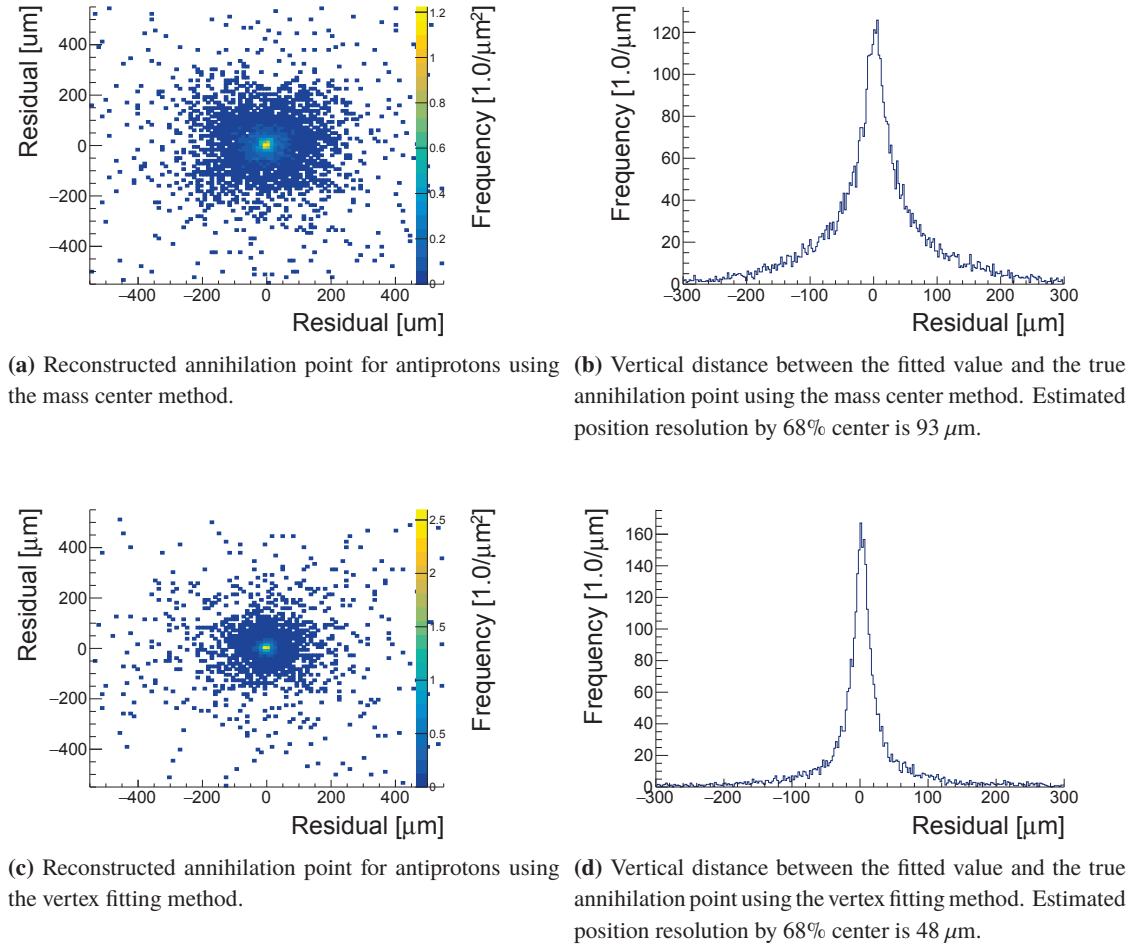 Residual [um]
400
200
0
−200
−400
−400 −200 0 200 400
Residual [um]
1.2
1
0.8
0.6
0.4
0.2
0
Frequency [1.0/μm²]
Frequency [1.0/μm]
120
100
80
60
40
20
0
−300 −200 −100 0 100 200 300
Residual [μm]
(a) Reconstructed annihilation point for antiprotons using
the mass center method.
(b) Vertical distance between the fitted value and the true
annihilation point using the mass center method. Estimated
position resolution by 68% center is 93 μm.
Residual [μm]
400
200
0
−200
−400
−400 −200 0 200 400
Residual [μm]
2.5
2
1.5
1
0.5
0
Frequency [1.0/μm²]
Frequency [1.0/μm]
160
140
120
100
80
60
40
20
0
−300 −200 −100 0 100 200 300
Residual [μm]
(c) Reconstructed annihilation point for antiprotons using
the vertex fitting method.
(d) Vertical distance between the fitted value and the true
annihilation point using the vertex fitting method. Estimated
position resolution by 68% center is 48 μm.